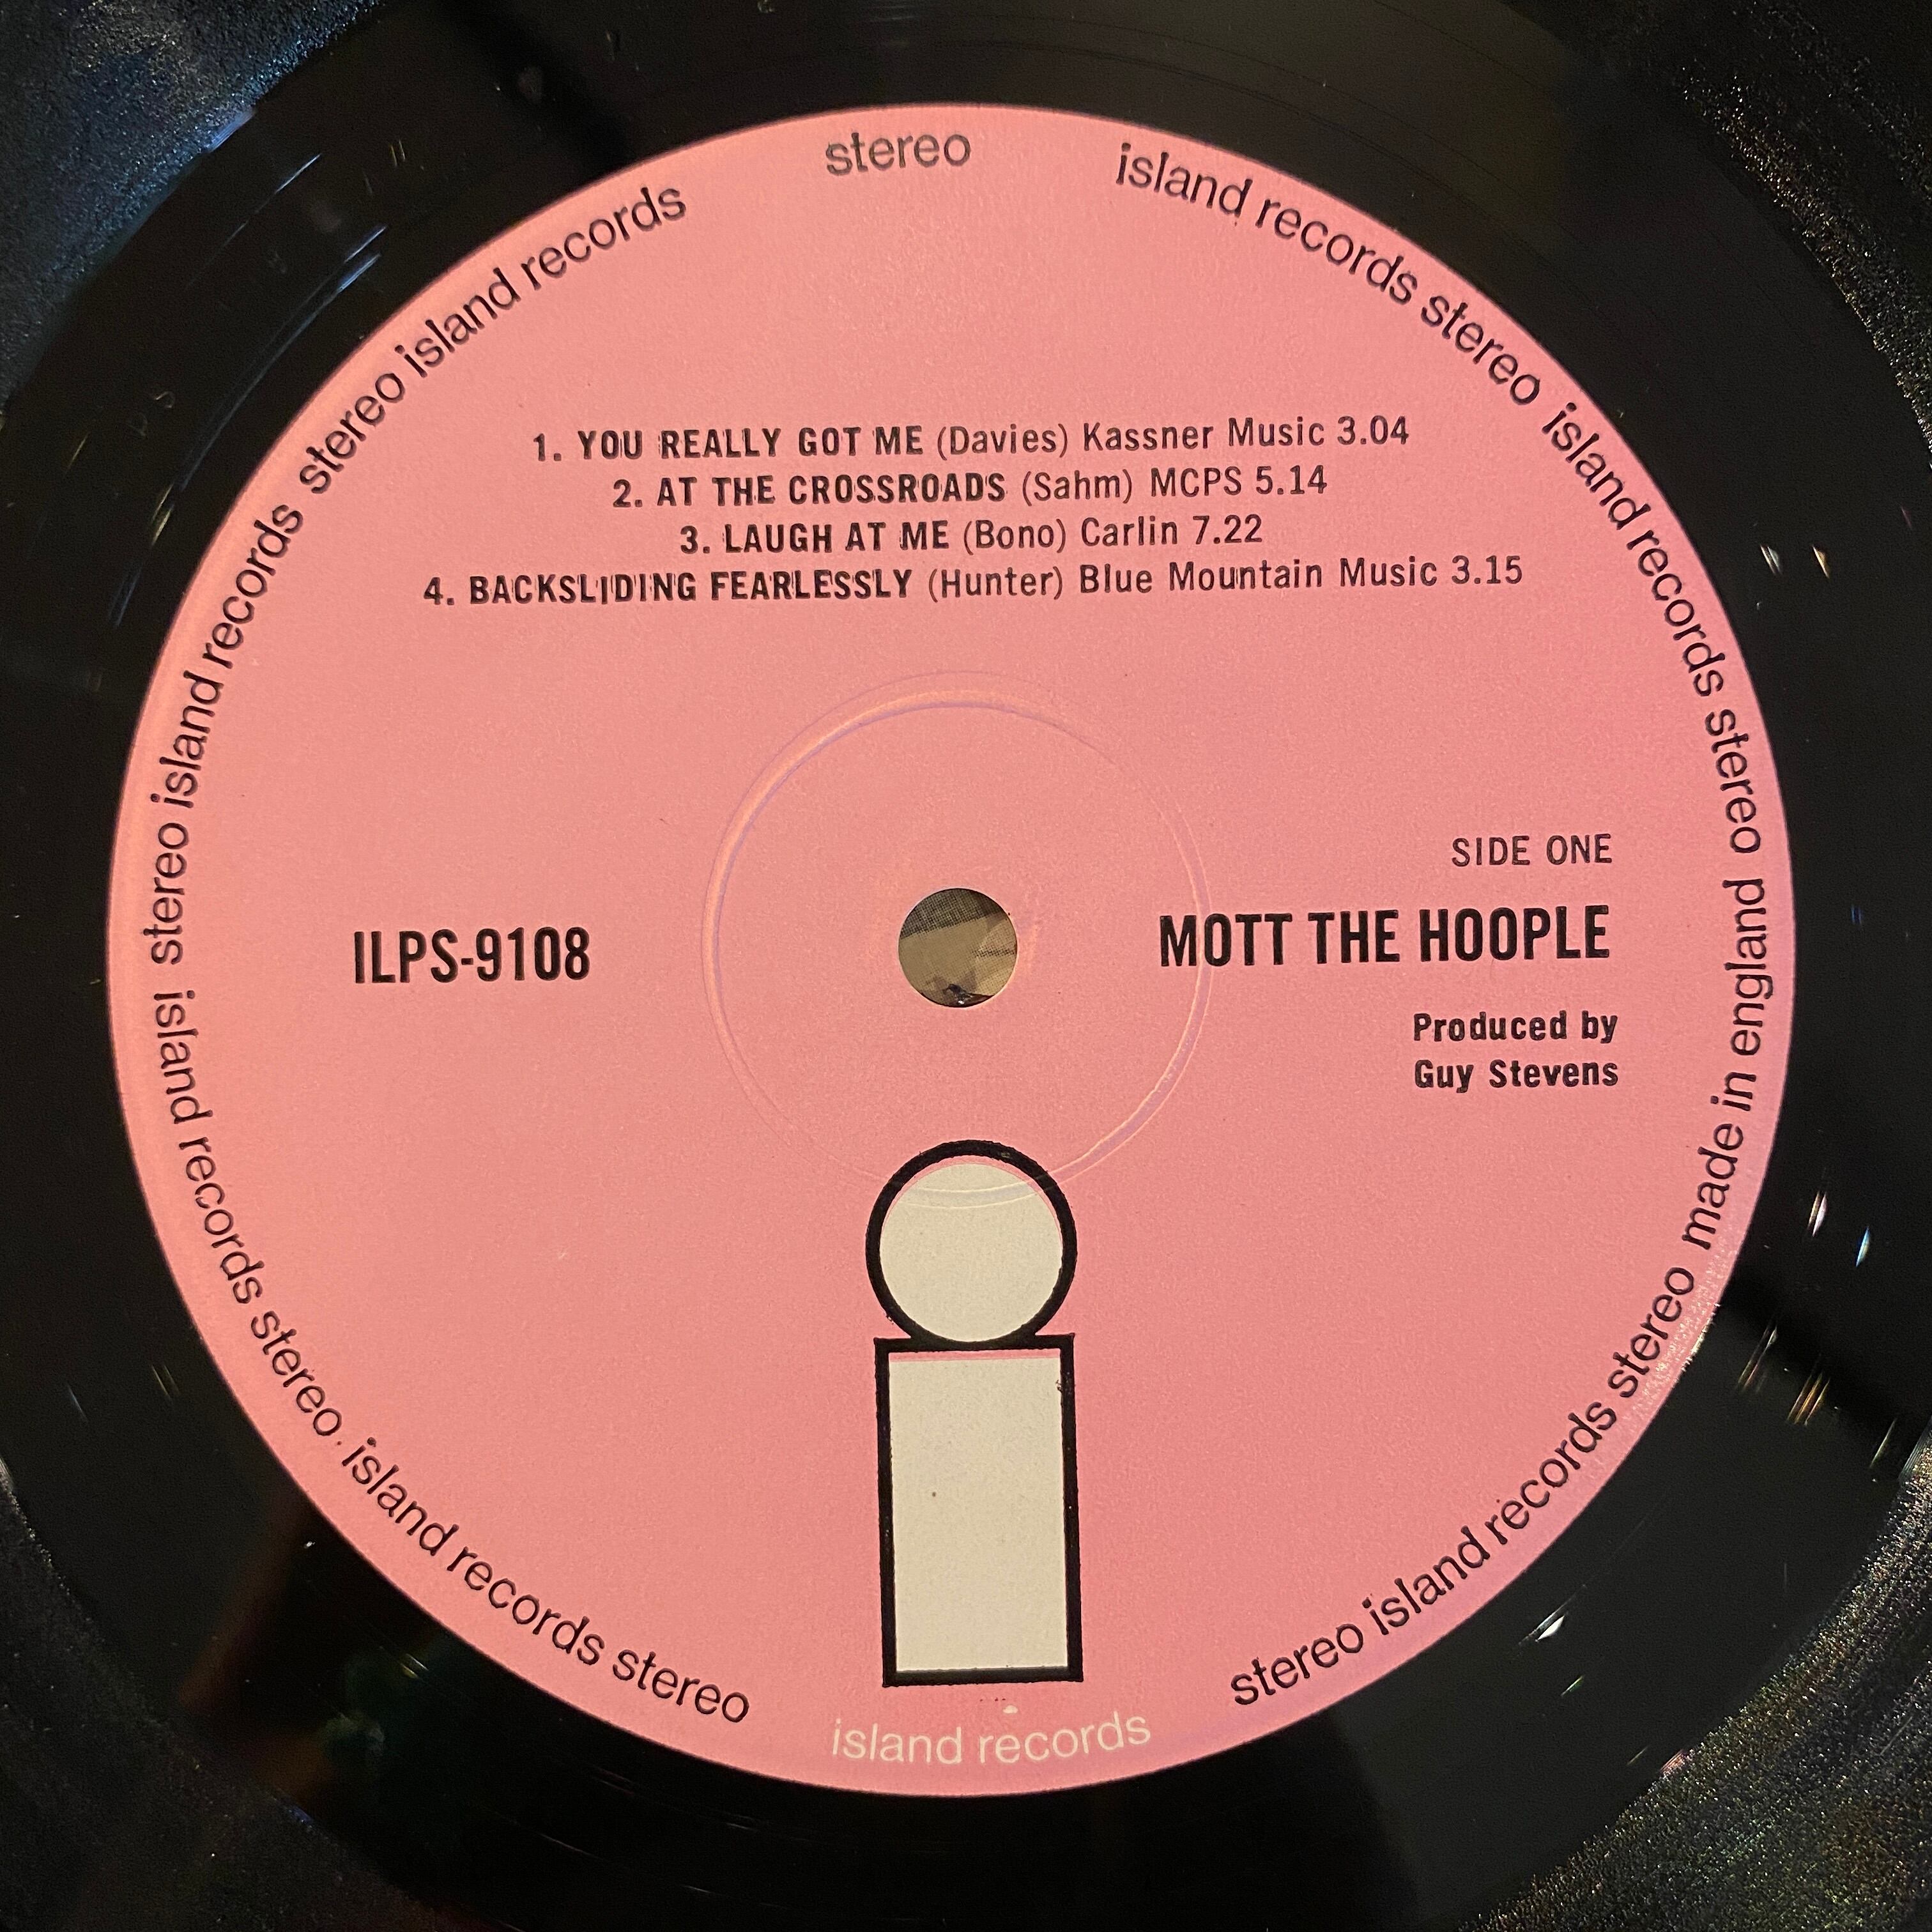 stereo
island records stereo island records stereo island records stereo made in england
stereo island records stereo
island records
island records stereo island records stereo
stereo island records stereo island records
1. YOU REALLY GOT ME (Davies) Kassner Music 3.04
2. AT THE CROSSROADS (Sahm) MCPS 5.14
3. LAUGH AT ME (Bono) Carlin 7.22
4. BACKSLIDING FEARLESSLY (Hunter) Blue Mountain Music 3.15
SIDE ONE
ILPS-9108
MOTT THE HOOPLE
Produced by
Guy Stevens